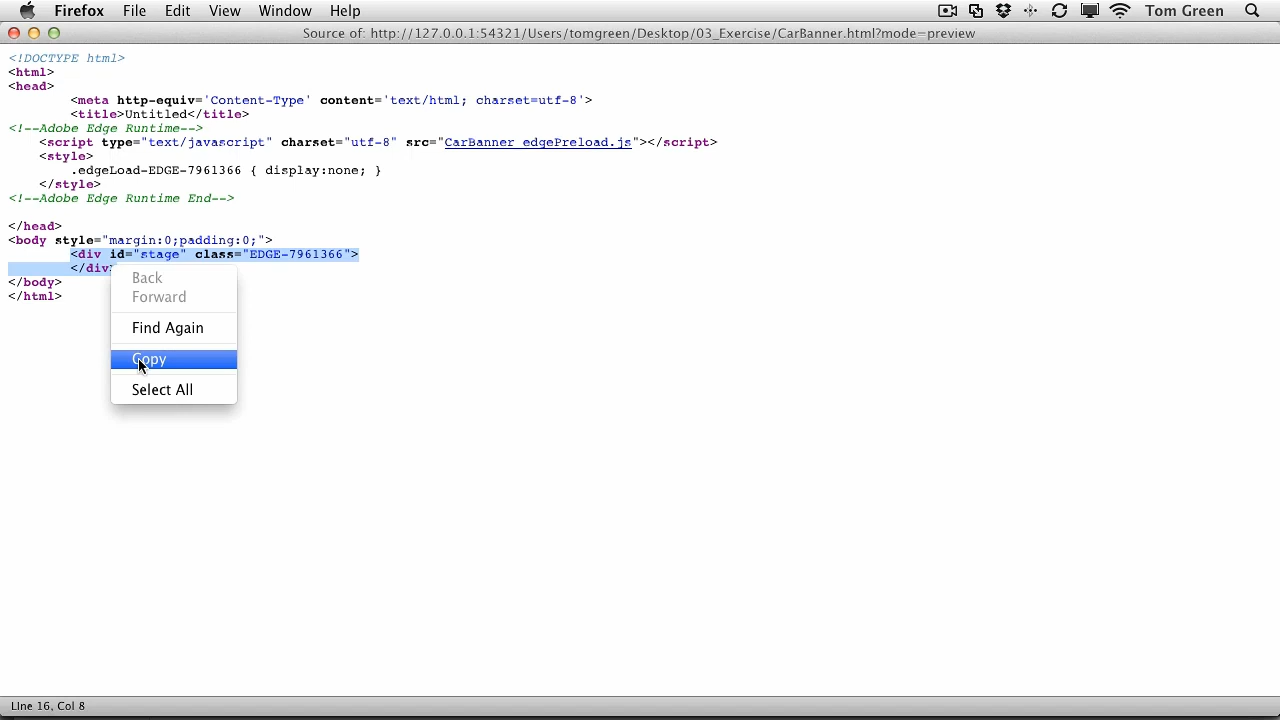 Firefox File Edit View Window Help Tom Green
Source of: http://127.0.0.1:54321/Users/tomgreen/Desktop/03_Exercise/CarBanner.html?mode=preview
<!DOCTYPE html>
<html>
<head>
<meta http-equiv='Content-Type' content='text/html; charset=utf-8'>
<title>Untitled</title>
<!--Adobe Edge Runtime-->
<script type="text/javascript" charset="utf-8" src="CarBanner_edgePreload.js"></script>
<style>
.edgeLoad-EDGE-7961366 { display:none; }
</style>
<!--Adobe Edge Runtime End-->
</head>
<body style="margin:0;padding:0;">
<div id="stage" class="EDGE-7961366">
</div
</body>
</html>
Back
Forward
Find Again
Copy
Select All
Line 16, Col 8